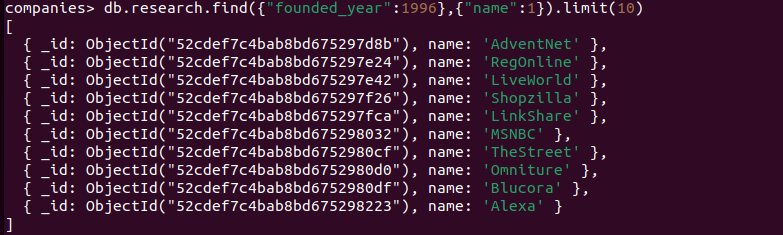 companies> db.research.find({"founded_year":1996},{"name":1}).limit(10)
[
  { _id: ObjectId("52cdef7c4bab8bd675297d8b"), name: 'AdventNet' },
  { _id: ObjectId("52cdef7c4bab8bd675297e24"), name: 'RegOnline' },
  { _id: ObjectId("52cdef7c4bab8bd675297e42"), name: 'LiveWorld' },
  { _id: ObjectId("52cdef7c4bab8bd675297f26"), name: 'Shopzilla' },
  { _id: ObjectId("52cdef7c4bab8bd675297fca"), name: 'LinkShare' },
  { _id: ObjectId("52cdef7c4bab8bd675298032"), name: 'MSNBC' },
  { _id: ObjectId("52cdef7c4bab8bd6752980cf"), name: 'TheStreet' },
  { _id: ObjectId("52cdef7c4bab8bd6752980d0"), name: 'Omniture' },
  { _id: ObjectId("52cdef7c4bab8bd6752980df"), name: 'Blucora' },
  { _id: ObjectId("52cdef7c4bab8bd675298223"), name: 'Alexa' }
]